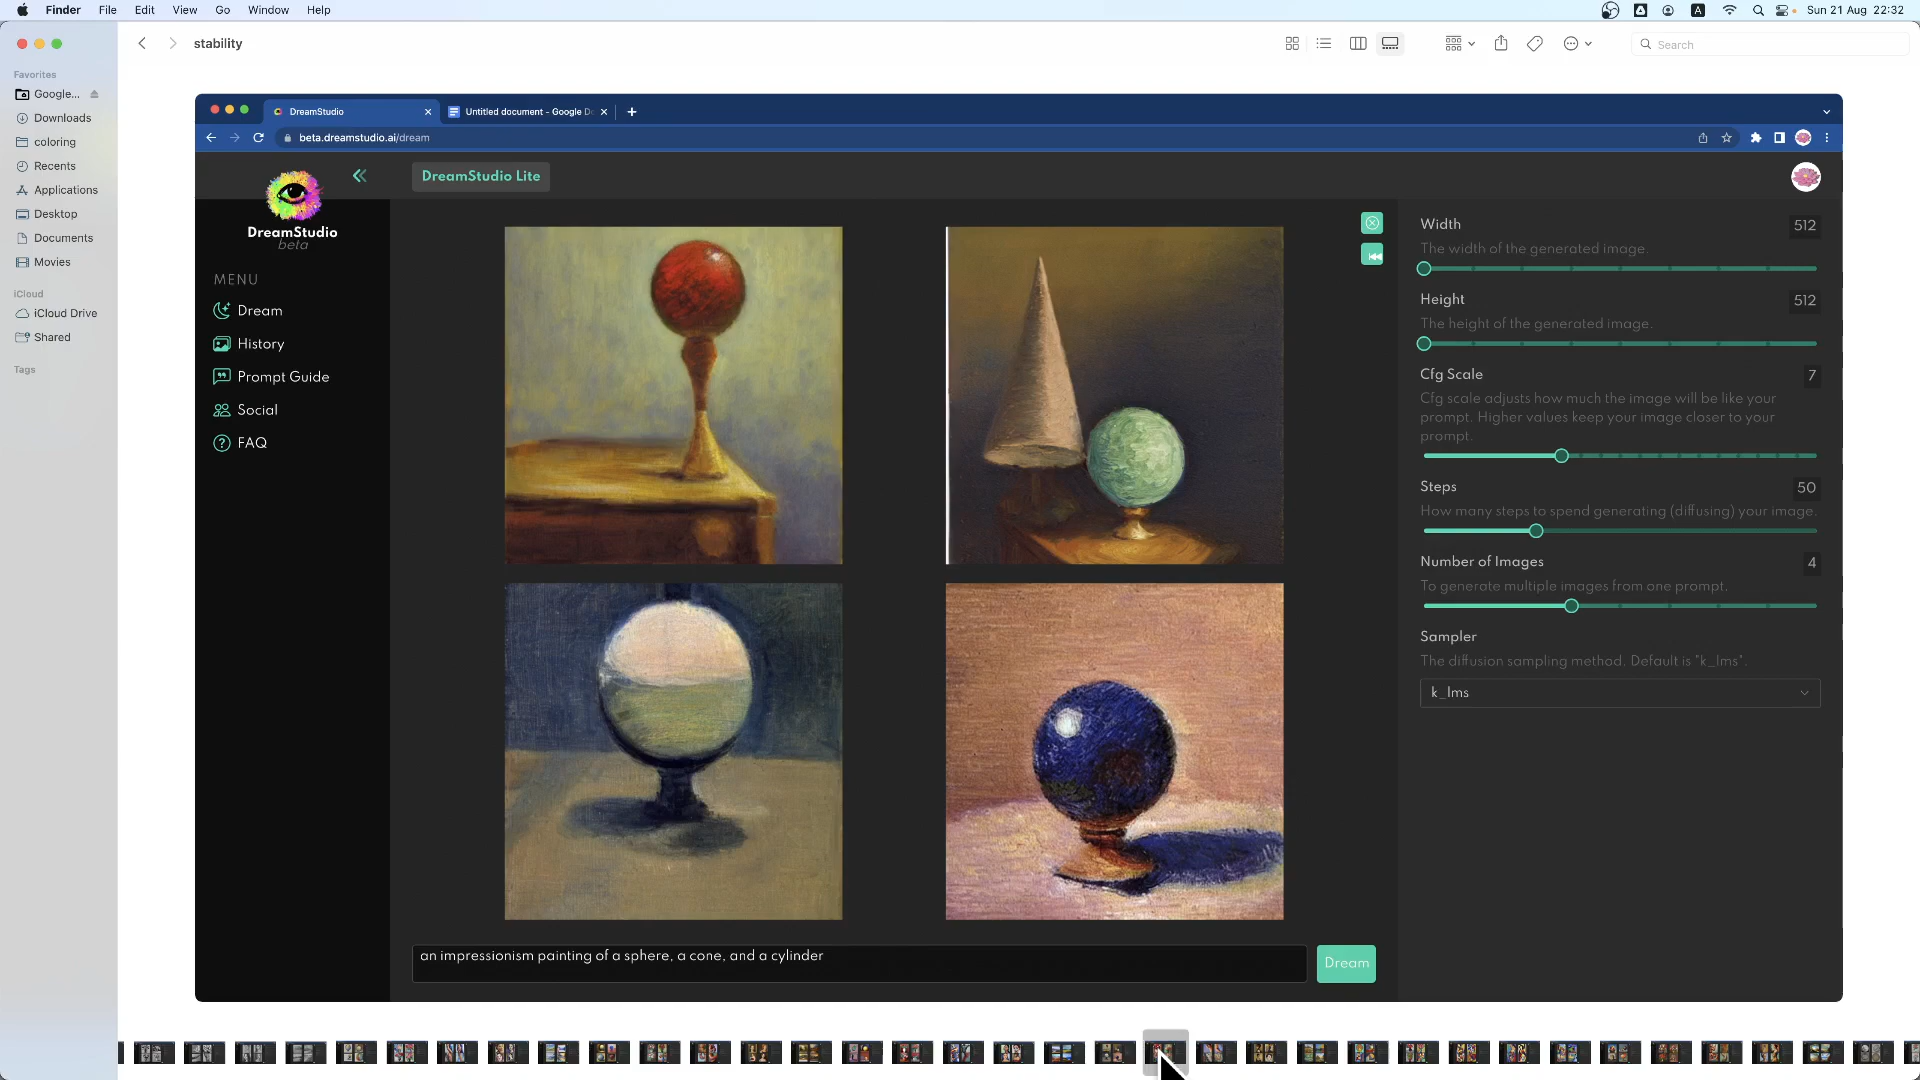 Finder File Edit View Go Window Help
A Sun 21 Aug 22:32
stability
Search
Favorites
Google...
Downloads
coloring
Recents
Applications
Desktop
Documents
Movies
iCloud
iCloud Drive
Shared
Tags
DreamStudio
Untitled document - Google D
beta.dreamstudio.ai/dream
DreamStudio Lite
DreamStudio
beta
MENU
Dream
History
Prompt Guide
Social
FAQ
Width 512
The width of the generated image.
Height 512
The height of the generated image.
Cfg Scale 7
Cfg scale adjusts how much the image will be like your
prompt. Higher values keep your image closer to your
prompt.
Steps 50
How many steps to spend generating (diffusing) your image.
Number of Images 4
To generate multiple images from one prompt.
Sampler
The diffusion sampling method. Default is "k_lms".
k_lms
an impressionism painting of a sphere, a cone, and a cylinder
Dream